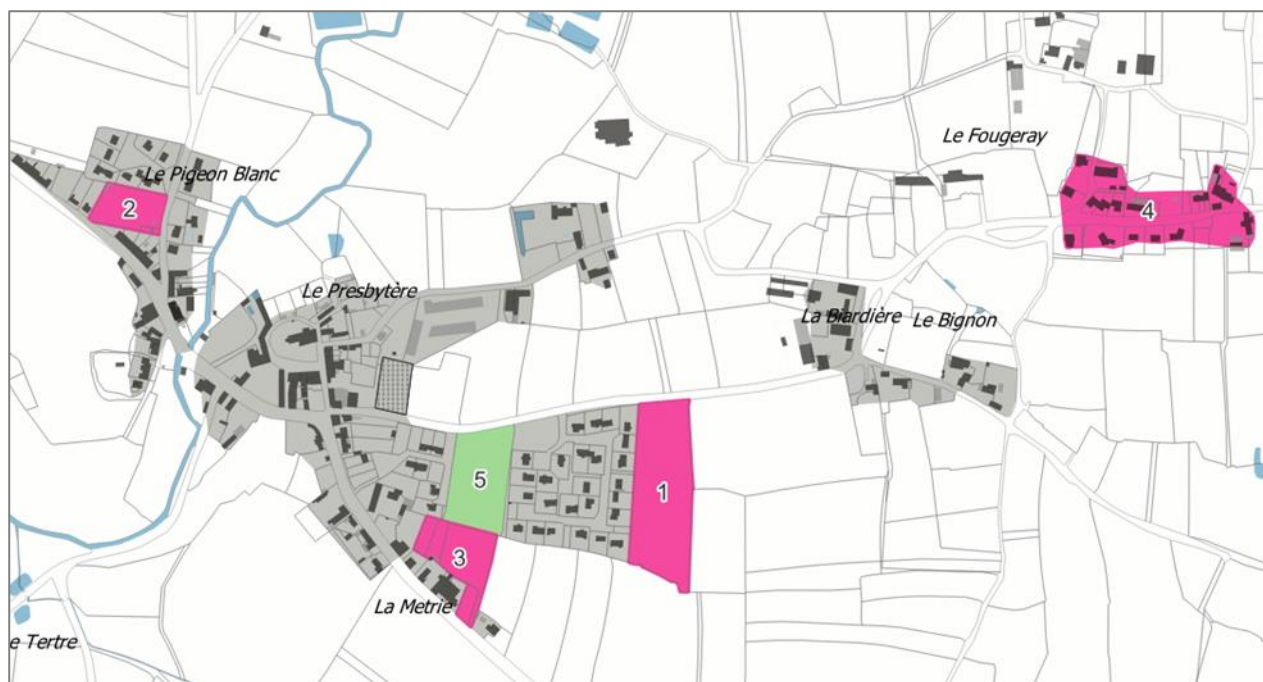 Le Fougeray
Le Pigeon Blanc
2
4
Le Presbytère
La Biardière
Le Bignon
5
1
3
La Metrie
e Tertre